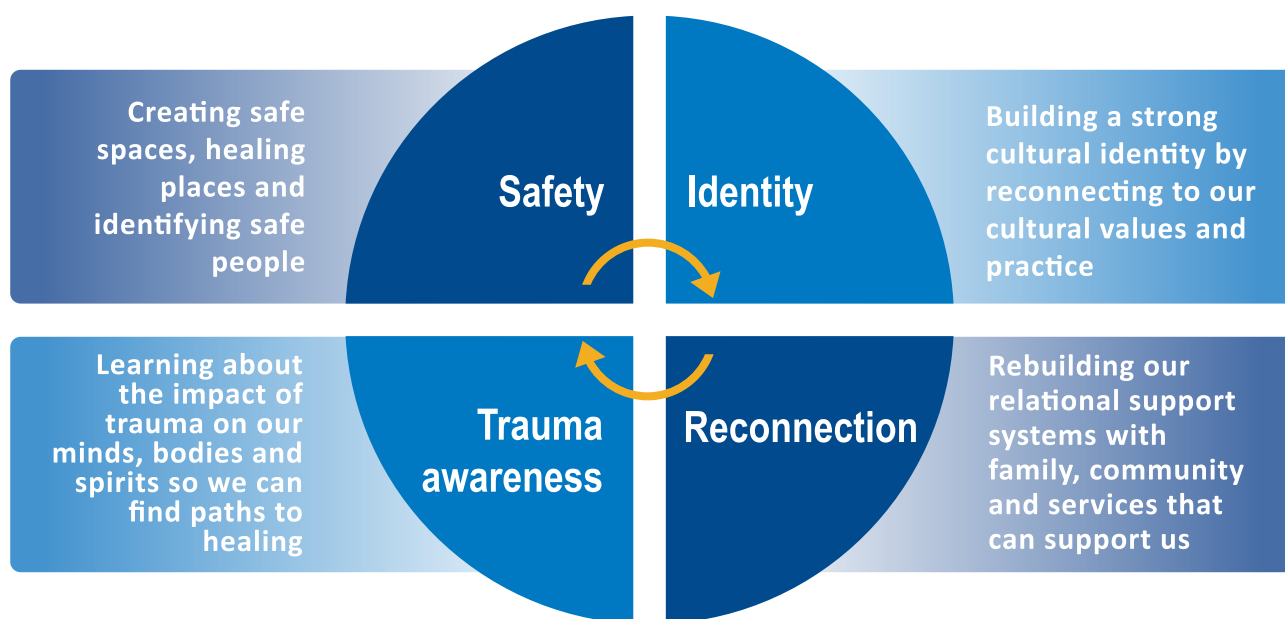 Creating safe
spaces, healing
places and
identifying safe
people
Safety
Identity
Building a strong
cultural identity by
reconnecting to our
cultural values and
practice
Learning about
the impact of
trauma on our
minds, bodies and
spirits so we can
find paths to
healing
Trauma
awareness
Reconnection
Rebuilding our
relational support
systems with
family, community
and services that
can support us